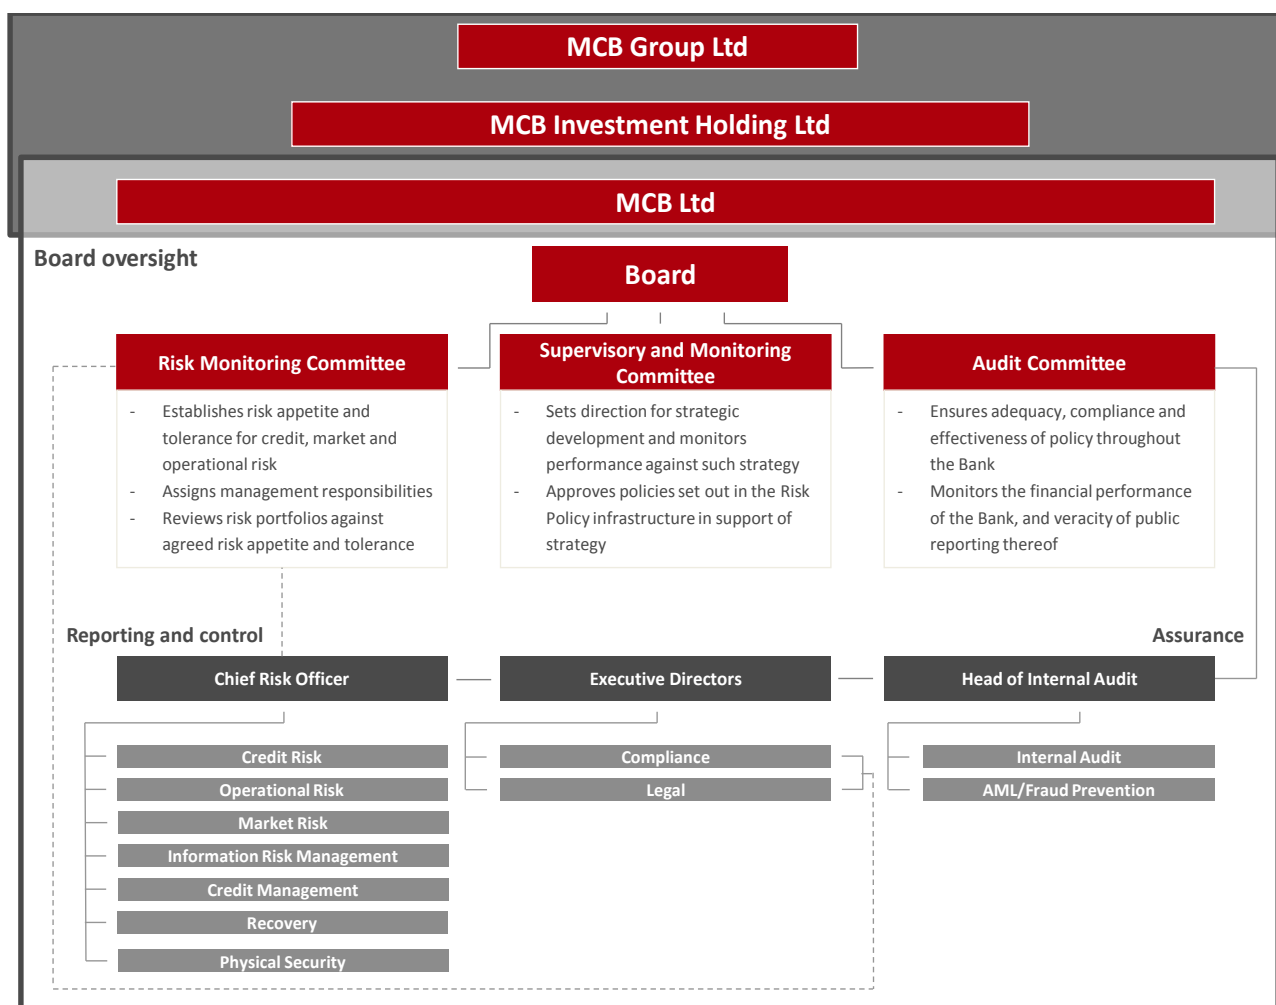 MCB Group Ltd
MCB Investment Holding Ltd
MCB Ltd
Board oversight
Board
Risk Monitoring Committee
- Establishes risk appetite and
tolerance for credit, market and
operational risk
- Assigns management responsibilities
- Reviews risk portfolios against
agreed risk appetite and tolerance
Supervisory and Monitoring
Committee
- Sets direction for strategic
development and monitors
performance against such strategy
- Approves policies set out in the Risk
Policy infrastructure in support of
strategy
Audit Committee
- Ensures adequacy, compliance and
effectiveness of policy throughout
the Bank
- Monitors the financial performance
of the Bank, and veracity of public
reporting thereof
Reporting and control
Assurance
Chief Risk Officer
Executive Directors
Head of Internal Audit
Credit Risk
Operational Risk
Market Risk
Information Risk Management
Credit Management
Recovery
Physical Security
Compliance
Legal
Internal Audit
AML/Fraud Prevention